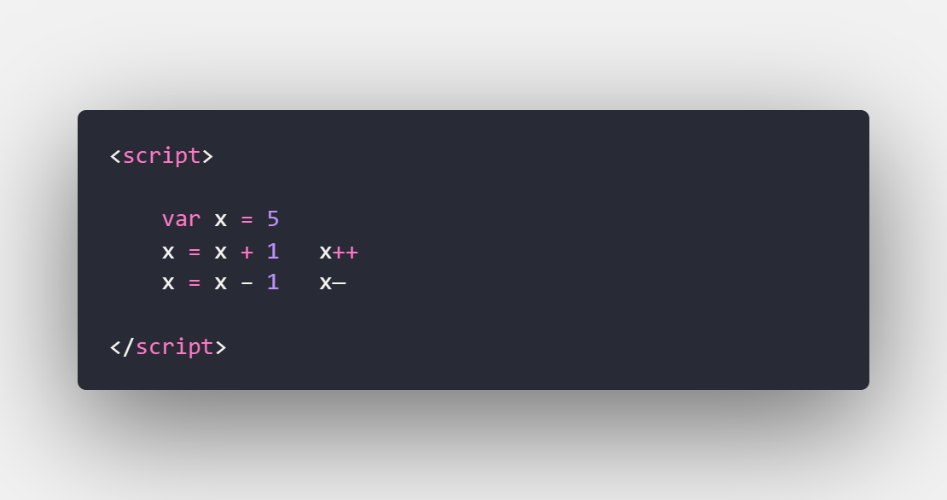 <script>
var x = 5
x = x + 1   x++
x = x – 1   x—
</script>